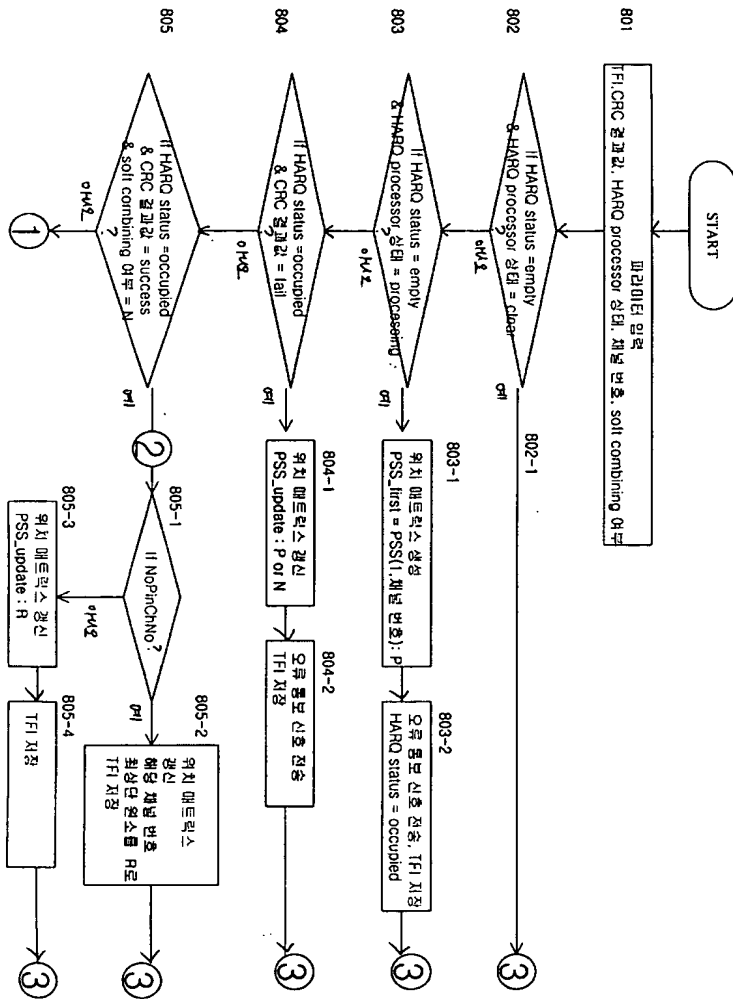 START
801
파라미터 입력
TFI,CRC 결과값, HARQ processor 상태, 채널 번호, soft combining 여부
802
If HARQ status =empty
& HARQ processor 상태 = clear
?
예
아니오
802-1
③
803
If HARQ status = empty
& HARQ processor 상태 = processing :
?
예
아니오
803-1
위치 매트릭스 생성
PSS_first = PSS(1,채널 번호): P
803-2
오류 통보 신호 전송, TFI 저장
HARQ status = occupied
③
804
If HARQ status =occupied
& CRC 결과값 = fail
?
예
아니오
804-1
위치 매트릭스 갱신
PSS_update : P or N
804-2
오류 통보 신호 전송
TFI 저장
③
805
If HARQ status =occupied
& CRC 결과값 = success
& soft combining 여부 = N
?
예
아니오
①
②
805-1
If NoPinChNo?
예
아니오
805-2
위치 매트릭스
갱신
해당 채널 번호
최상단 원소를 R로
TFI 저장
③
805-3
위치 매트릭스 갱신
PSS_update : R
805-4
TFI 저장
③